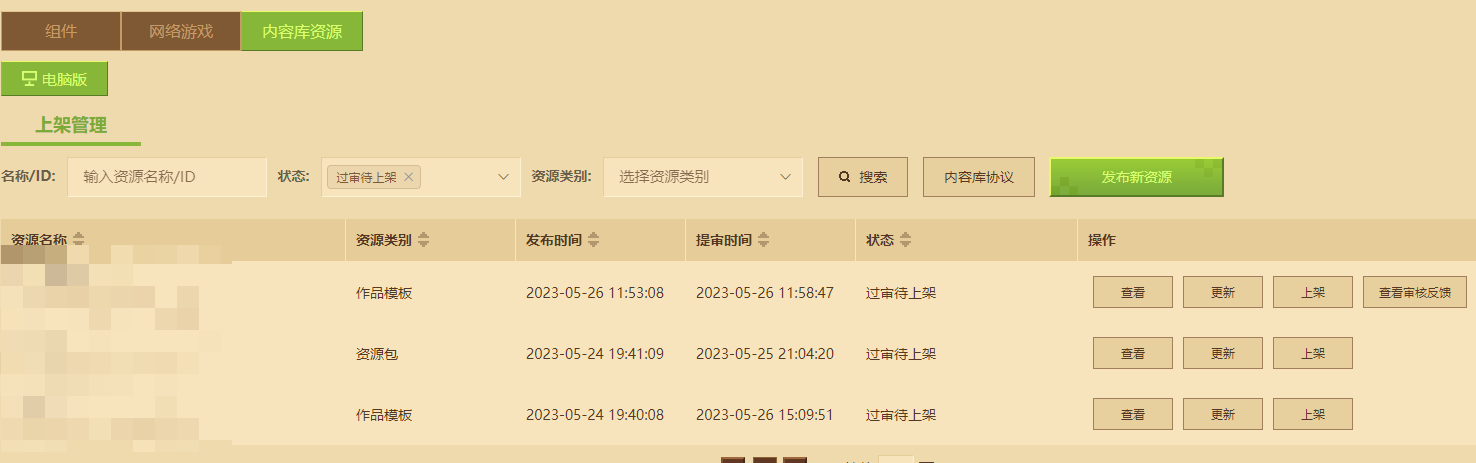 组件 网络游戏 内容库资源
电脑版
上架管理
名称/ID: 输入资源名称/ID 状态: 过审待上架 资源类别: 选择资源类别 搜索 内容库协议 发布新资源
资源名称 资源类别 发布时间 提审时间 状态 操作
作品模板 2023-05-26 11:53:08 2023-05-26 11:58:47 过审待上架 查看 更新 上架 查看审核反馈
资源包 2023-05-24 19:41:09 2023-05-25 21:04:20 过审待上架 查看 更新 上架
作品模板 2023-05-24 19:40:08 2023-05-26 15:09:51 过审待上架 查看 更新 上架